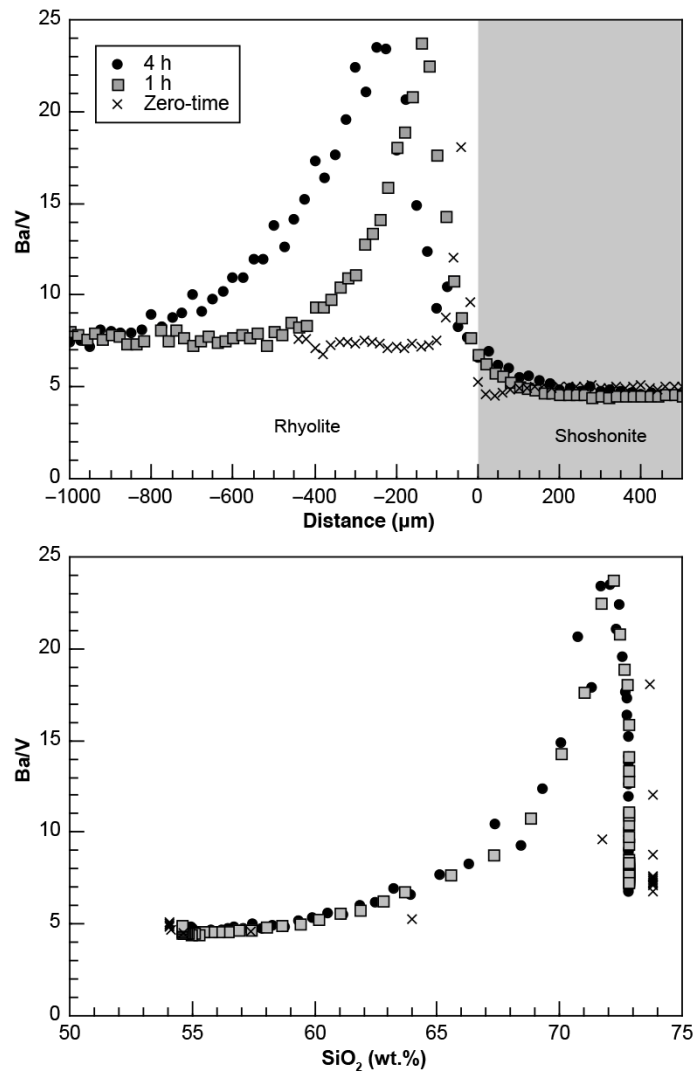 25
20
15
10
5
0
Ba/V
4 h
1 h
Zero-time
Rhyolite
Shoshonite
–1000 –800 –600 –400 –200 0 200 400
Distance (µm)
25
20
15
10
5
0
Ba/V
50 55 60 65 70 75
SiO₂ (wt.%)